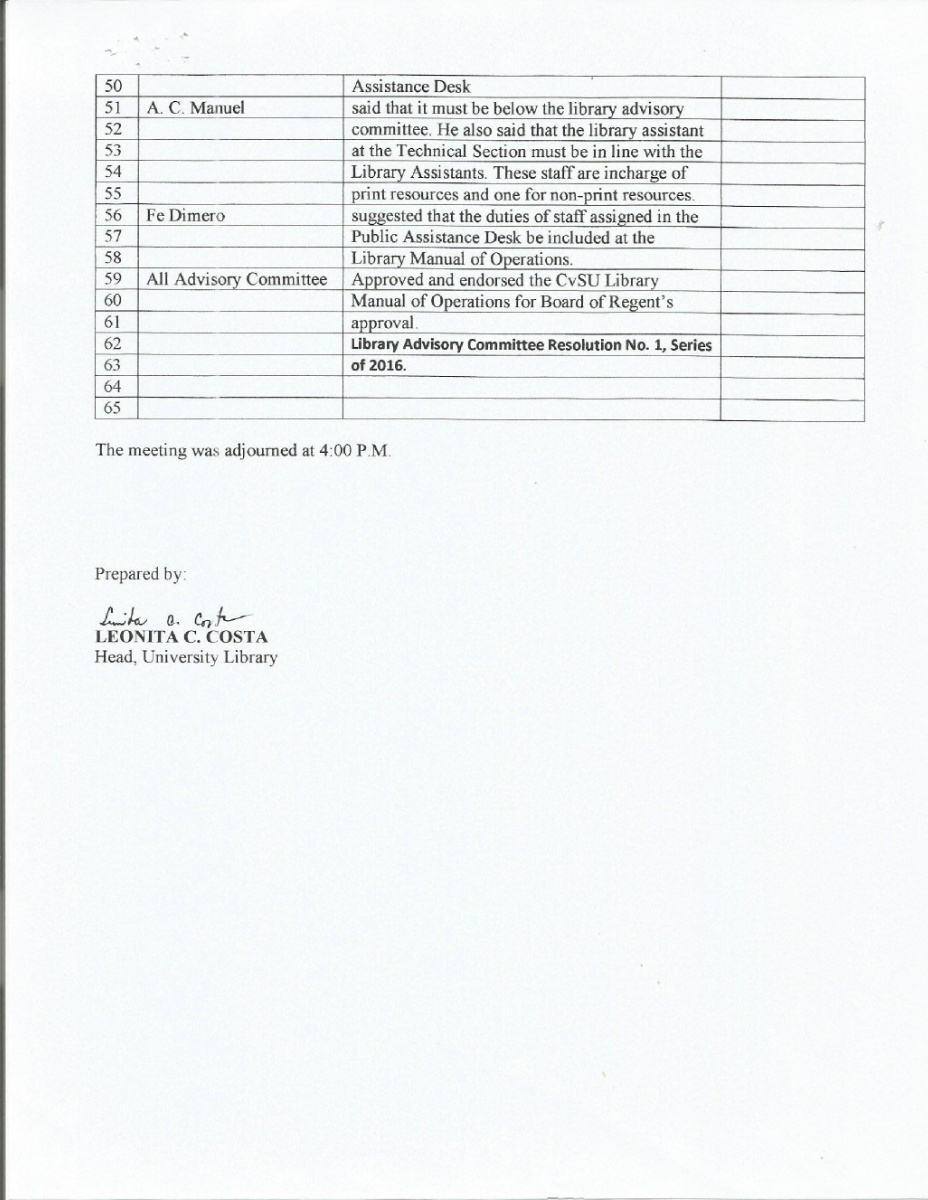 50 Assistance Desk
51 A. C. Manuel said that it must be below the library advisory
52 committee. He also said that the library assistant
53 at the Technical Section must be in line with the
54 Library Assistants. These staff are incharge of
55 print resources and one for non-print resources.
56 Fe Dimero suggested that the duties of staff assigned in the
57 Public Assistance Desk be included at the
58 Library Manual of Operations.
59 All Advisory Committee Approved and endorsed the CvSU Library
60 Manual of Operations for Board of Regent's
61 approval.
62 Library Advisory Committee Resolution No. 1, Series
63 of 2016.
64
65
The meeting was adjourned at 4:00 P.M.
Prepared by:
LEONITA C. COSTA
Head, University Library